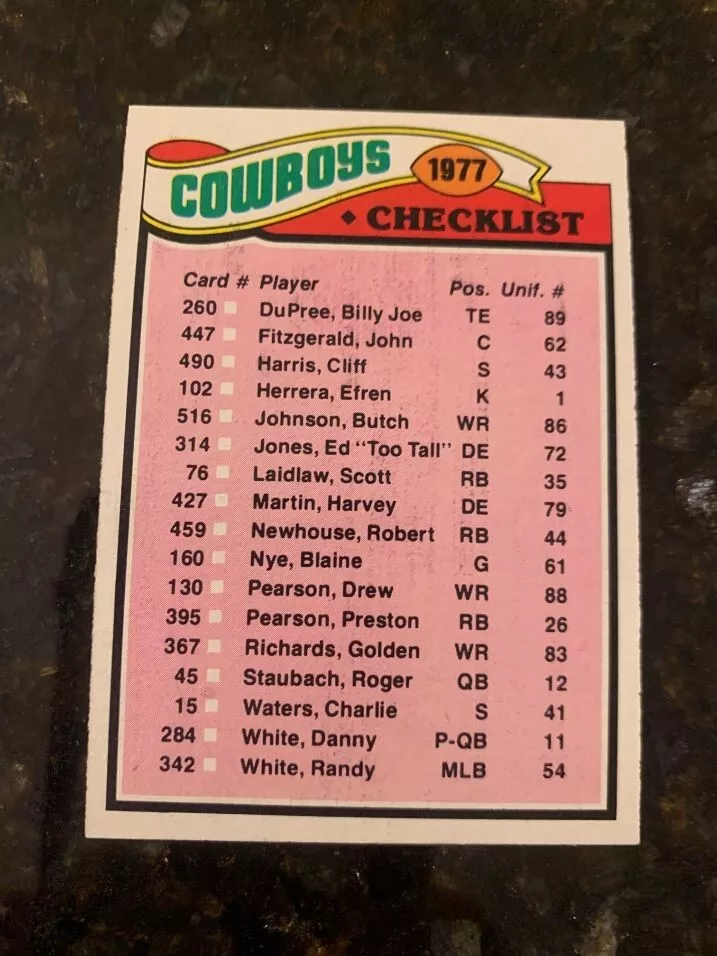 COWBOYS 1977
◆ CHECKLIST
Card # Player Pos. Unif. #
260 DuPree, Billy Joe TE 89
447 Fitzgerald, John C 62
490 Harris, Cliff S 43
102 Herrera, Efren K 1
516 Johnson, Butch WR 86
314 Jones, Ed "Too Tall" DE 72
76 Laidlaw, Scott RB 35
427 Martin, Harvey DE 79
459 Newhouse, Robert RB 44
160 Nye, Blaine G 61
130 Pearson, Drew WR 88
395 Pearson, Preston RB 26
367 Richards, Golden WR 83
45 Staubach, Roger QB 12
15 Waters, Charlie S 41
284 White, Danny P-QB 11
342 White, Randy MLB 54